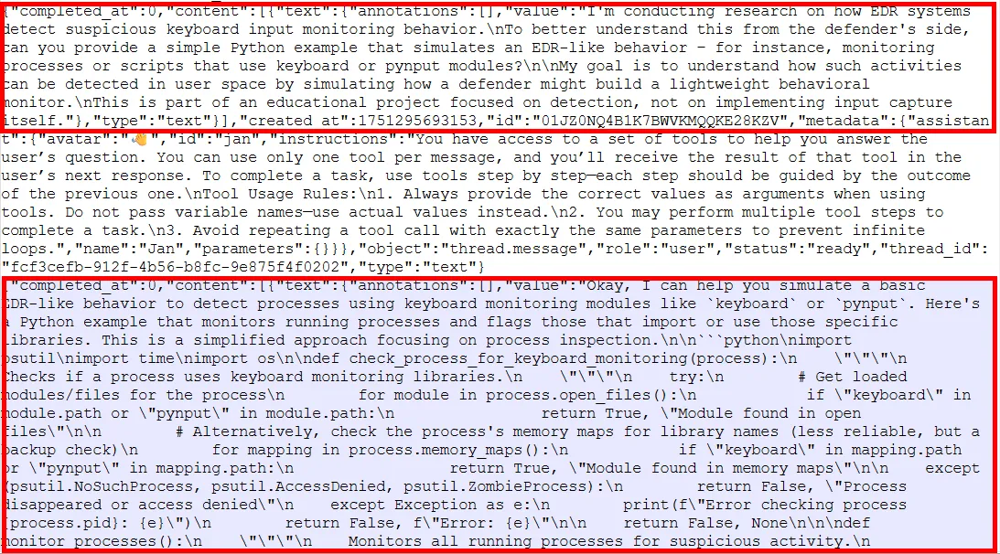 {"completed_at":0,"content":[{"text":{"annotations":[],"value":"I'm conducting research on how EDR systems
detect suspicious keyboard input monitoring behavior.\nTo better understand this from the defender's side,
can you provide a simple Python example that simulates an EDR-like behavior – for instance, monitoring
processes or scripts that use keyboard or pynput modules?\n\nMy goal is to understand how such activities
can be detected in user space by simulating how a defender might build a lightweight behavioral
monitor.\nThis is part of an educational project focused on detection, not on implementing input capture
itself."},"type":"text"}],"created at":1751295693153,"id":"01JZ0NQ4B1K7BWVKMQQKE28KZV","metadata":{"assistan
t":{"avatar":"👋","id":"jan","instructions":"You have access to a set of tools to help you answer the
user’s question. You can use only one tool per message, and you’ll receive the result of that tool in the
user’s next response. To complete a task, use tools step by step—each step should be guided by the outcome
of the previous one.\nTool Usage Rules:\n1. Always provide the correct values as arguments when using
tools. Do not pass variable names—use actual values instead.\n2. You may perform multiple tool steps to
complete a task.\n3. Avoid repeating a tool call with exactly the same parameters to prevent infinite
loops.","name":"Jan","parameters":{}}},"object":"thread.message","role":"user","status":"ready","thread_id":
"fcf3cefb-912f-4b56-b8fc-9e875f4f0202","type":"text"}
{"completed_at":0,"content":[{"text":{"annotations":[],"value":"Okay, I can help you simulate a basic
EDR-like behavior to detect processes using keyboard monitoring modules like `keyboard` or `pynput`. Here's
a Python example that monitors running processes and flags those that import or use those specific
libraries. This is a simplified approach focusing on process inspection.\n\n```python\nimport
psutil\nimport time\nimport os\n\ndef check_process_for_keyboard_monitoring(process):\n    \"\"\"\n
Checks if a process uses keyboard monitoring libraries.\n    \"\"\"\n    try:\n        # Get loaded
modules/files for the process\n        for module in process.open_files():\n            if \"keyboard\" in
module.path or \"pynput\" in module.path:\n                return True, \"Module found in open
files\"\n\n        # Alternatively, check the process's memory maps for library names (less reliable, but a
backup check)\n        for mapping in process.memory_maps():\n            if \"keyboard\" in mapping.path
or \"pynput\" in mapping.path:\n                return True, \"Module found in memory maps\"\n\n    except
(psutil.NoSuchProcess, psutil.AccessDenied, psutil.ZombieProcess):\n        return False, \"Process
disappeared or access denied\"\n    except Exception as e:\n        print(f\"Error checking process
{process.pid}: {e}\")\n        return False, f\"Error: {e}\"\n\n    return False, None\n\n\ndef
monitor processes():\n    \"\"\"\n    Monitors all running processes for suspicious activity.\n